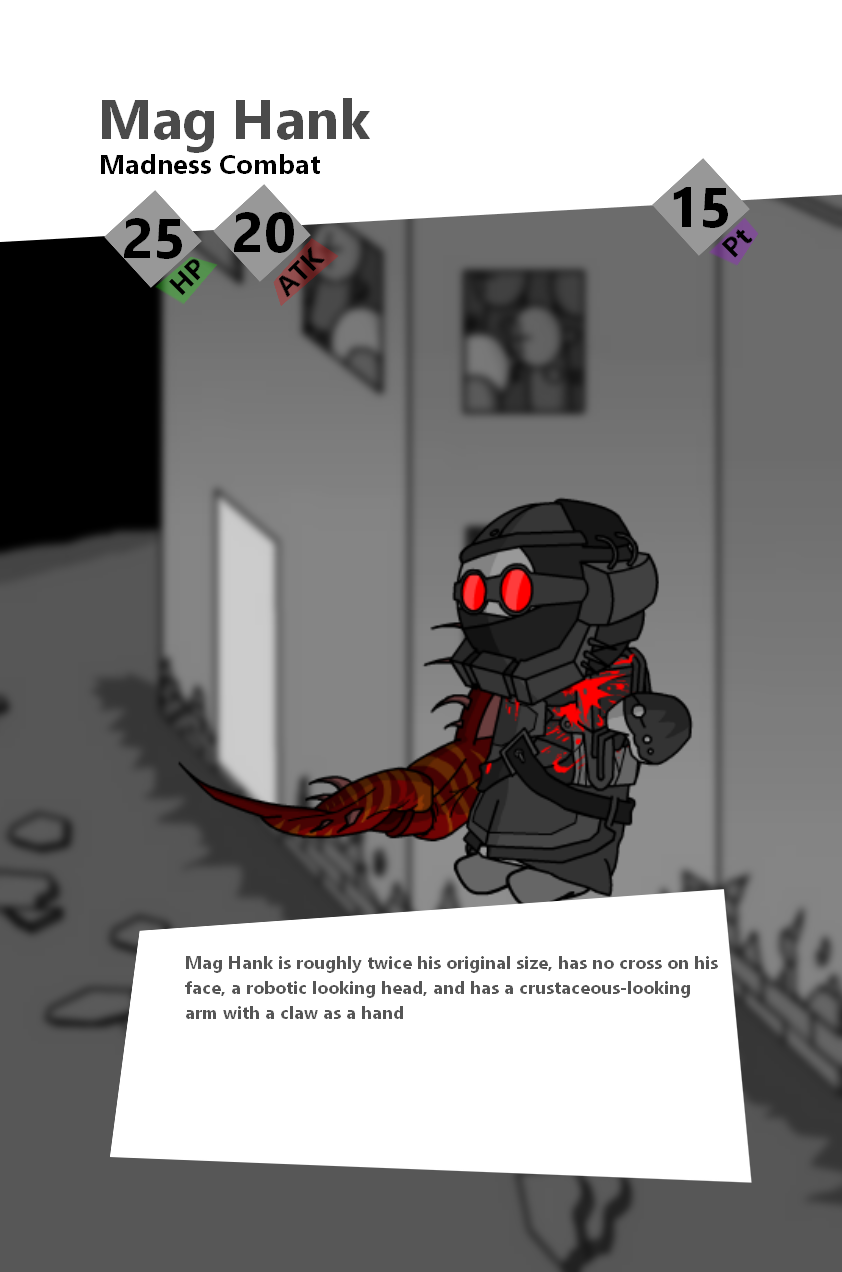 Mag Hank
Madness Combat
25 HP
20 ATK
15 Pt
Mag Hank is roughly twice his original size, has no cross on his
face, a robotic looking head, and has a crustaceous-looking
arm with a claw as a hand